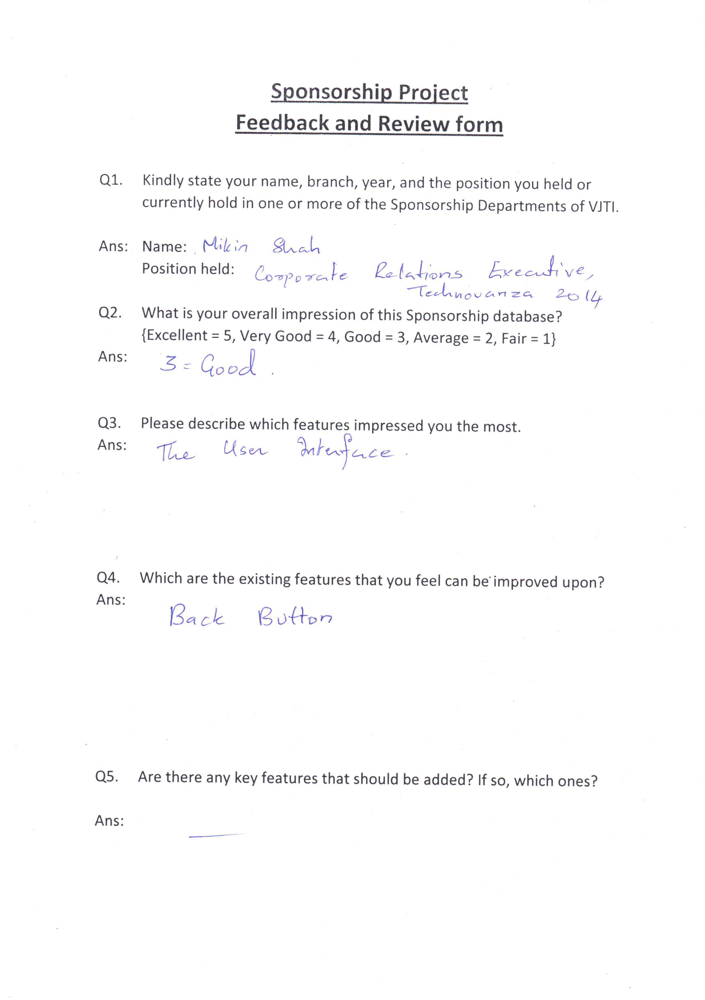 Sponsorship Project
Feedback and Review form
Q1. Kindly state your name, branch, year, and the position you held or
currently hold in one or more of the Sponsorship Departments of VJTI.
Ans: Name: Mikin Shah
Position held: Corporate Relations Executive,
Technovanza 2014
Q2. What is your overall impression of this Sponsorship database?
{Excellent = 5, Very Good = 4, Good = 3, Average = 2, Fair = 1}
Ans: 3 = Good.
Q3. Please describe which features impressed you the most.
Ans: The User Interface.
Q4. Which are the existing features that you feel can be improved upon?
Ans:
Back Button
Q5. Are there any key features that should be added? If so, which ones?
Ans: —